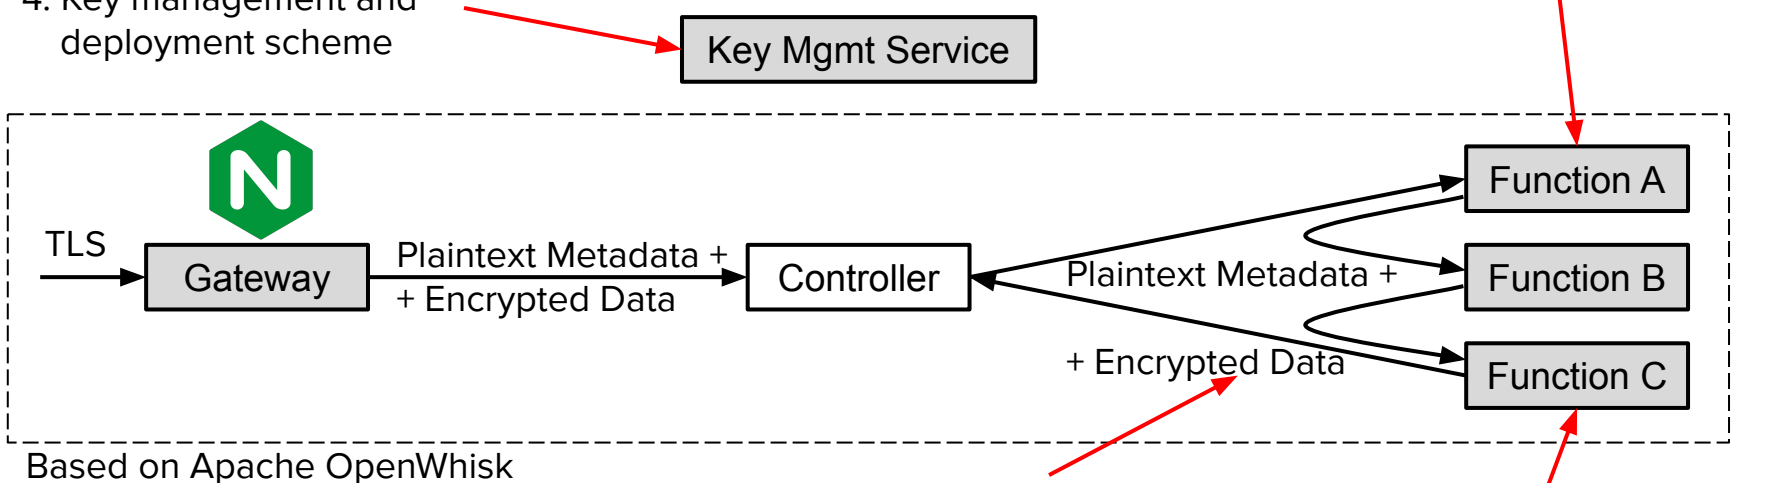 4. Key management and
deployment scheme
Key Mgmt Service
N
TLS
Gateway
Plaintext Metadata +
+ Encrypted Data
Controller
Plaintext Metadata +
+ Encrypted Data
Function A
Function B
Function C
Based on Apache OpenWhisk